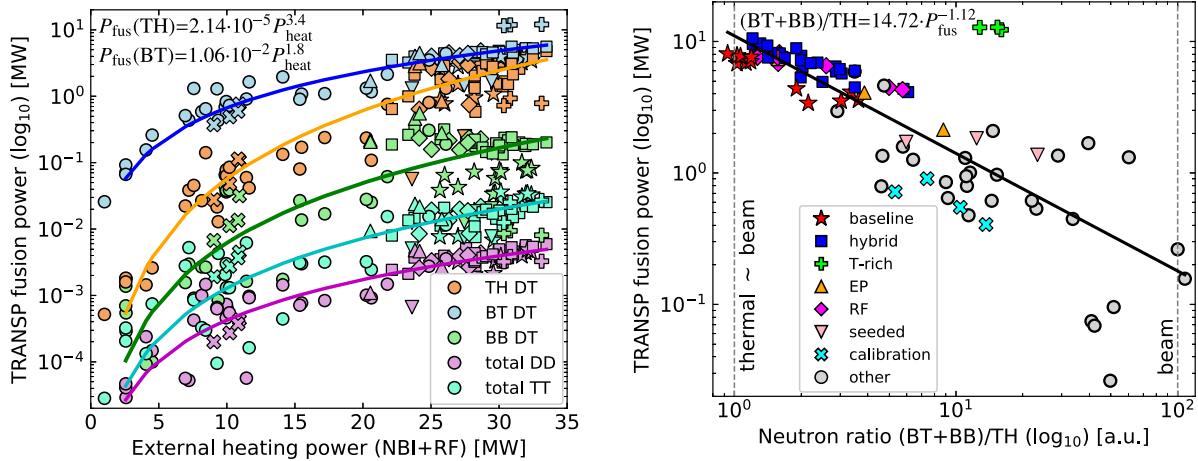 P_fus(TH)=2.14·10^−5 P_heat^3.4
P_fus(BT)=1.06·10^−2 P_heat^1.8
TRANSP fusion power (log10) [MW]
10^1
10^0
10^−1
10^−2
10^−3
10^−4
TH DT
BT DT
BB DT
total DD
total TT
0 5 10 15 20 25 30 35
External heating power (NBI+RF) [MW]
(BT+BB)/TH=14.72·P_fus^−1.12
TRANSP fusion power (log10) [MW]
10^1
10^0
10^−1
thermal ~ beam
baseline
hybrid
T-rich
EP
RF
seeded
calibration
other
beam
10^0 10^1 10^2
Neutron ratio (BT+BB)/TH (log10) [a.u.]